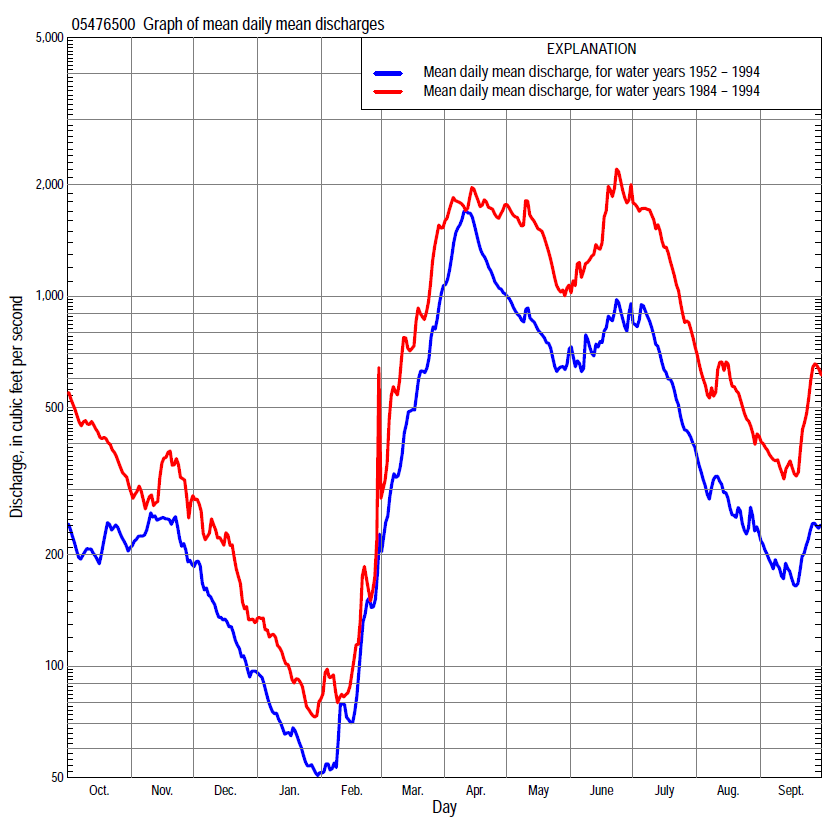 05476500 Graph of mean daily mean discharges
EXPLANATION
Mean daily mean discharge, for water years 1952 – 1994
Mean daily mean discharge, for water years 1984 – 1994
Discharge, in cubic feet per second
5,000
2,000
1,000
500
200
100
50
Oct. Nov. Dec. Jan. Feb. Mar. Apr. May June July Aug. Sept.
Day